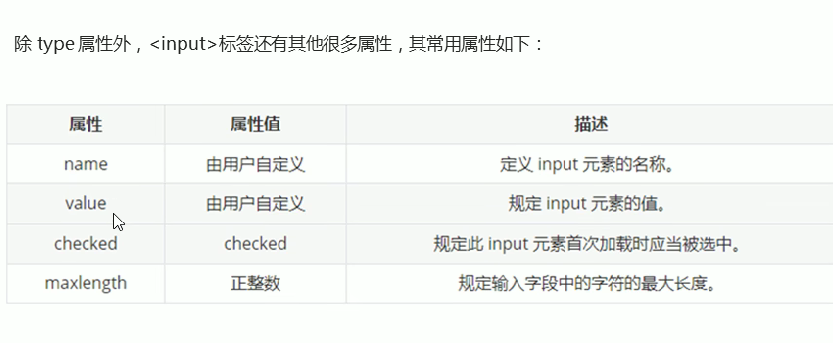 除 type 属性外，<input>标签还有其他很多属性，其常用属性如下：
属性 属性值 描述
name 由用户自定义 定义 input 元素的名称。
value 由用户自定义 规定 input 元素的值。
checked checked 规定此 input 元素首次加载时应当被选中。
maxlength 正整数 规定输入字段中的字符的最大长度。